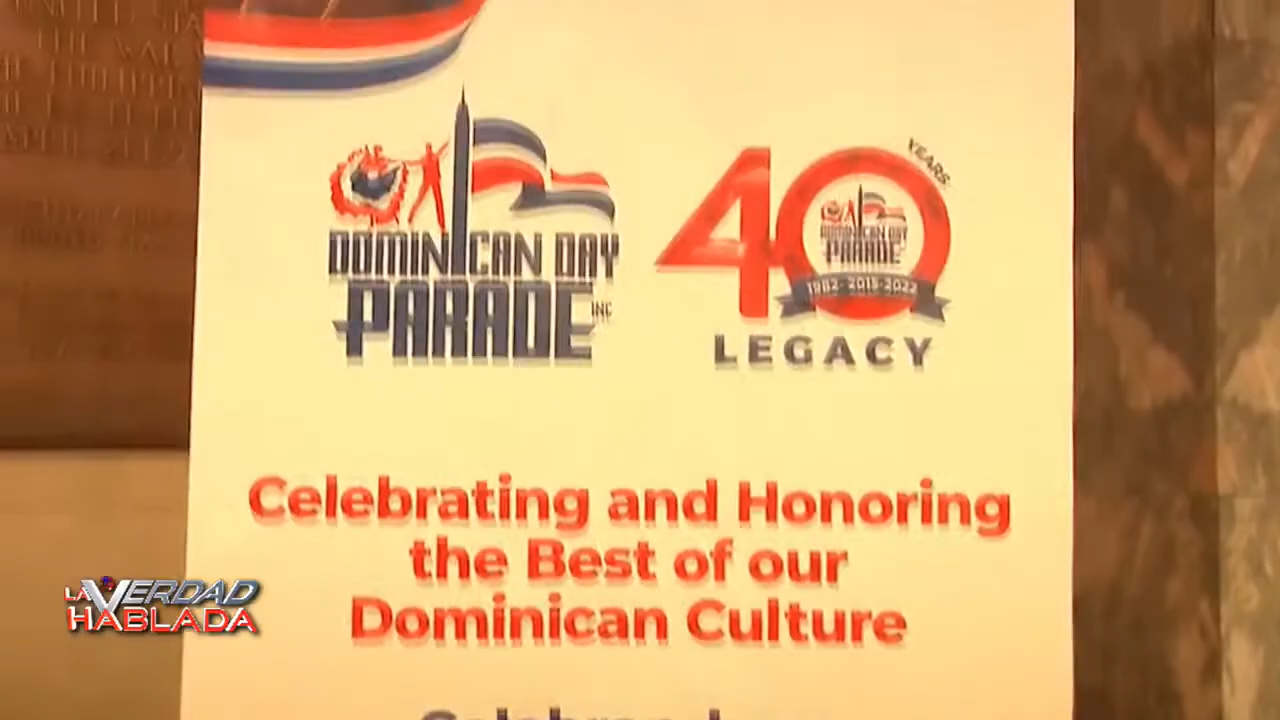 DOMINICAN DAY
PARADE
INC
40
YEARS
DOMINICAN DAY
PARADE
1982-2015-2022
LEGACY
Celebrating and Honoring
the Best of our
Dominican Culture
LA VERDAD
HABLADA